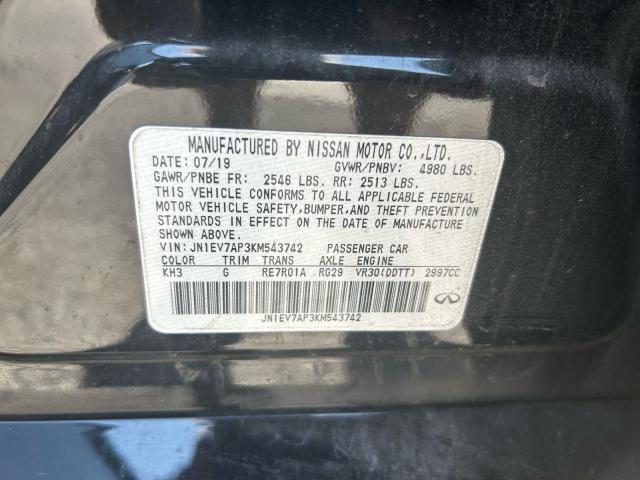 MANUFACTURED BY NISSAN MOTOR CO.,LTD.
DATE: 07/19 GVWR/PNBV: 4980 LBS.
GAWR/PNBE FR: 2546 LBS. RR: 2513 LBS.
THIS VEHICLE CONFORMS TO ALL APPLICABLE FEDERAL
MOTOR VEHICLE SAFETY,BUMPER,AND THEFT PREVENTION
STANDARDS IN EFFECT ON THE DATE OF MANUFACTURE
SHOWN ABOVE.
VIN: JN1EV7AP3KM543742 PASSENGER CAR
COLOR TRIM TRANS AXLE ENGINE
KH3 G RE7R01A RG29 VR30(DDTT) 2997CC
JN1EV7AP3KM543742